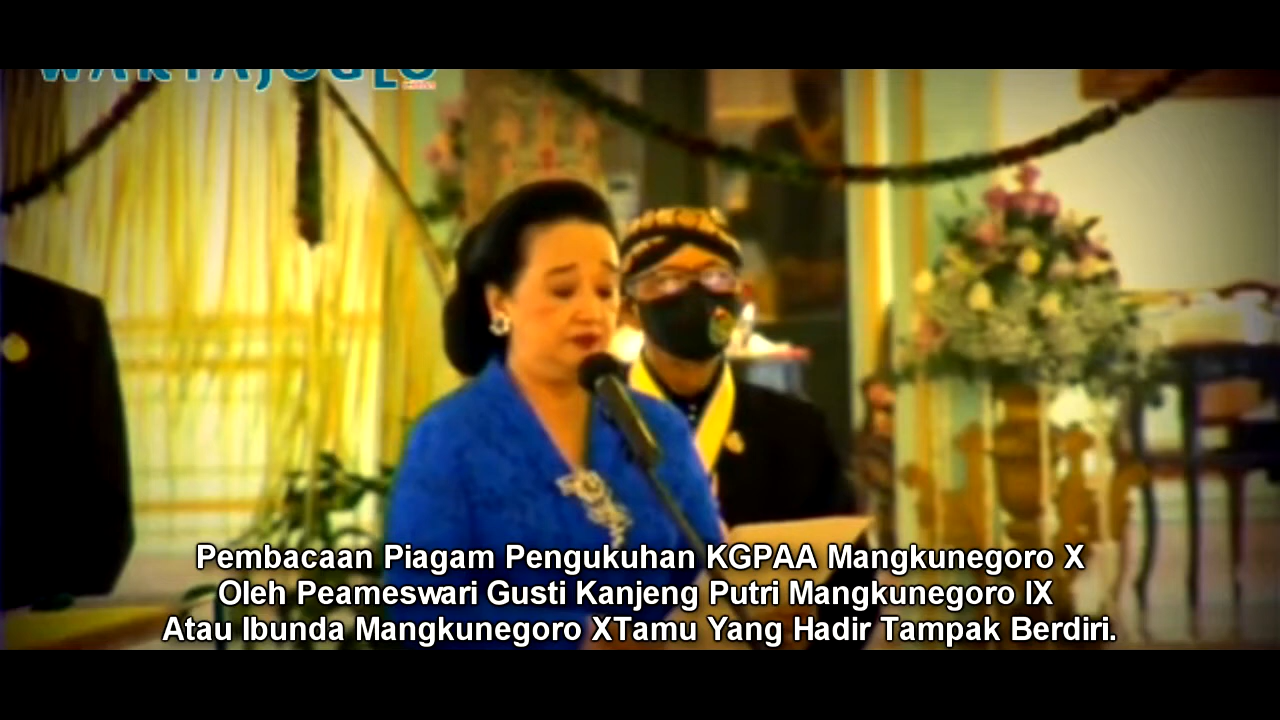 WARTAJOGLO
Pembacaan Piagam Pengukuhan KGPAA Mangkunegoro X
Oleh Peameswari Gusti Kanjeng Putri Mangkunegoro IX
Atau Ibunda Mangkunegoro XTamu Yang Hadir Tampak Berdiri.